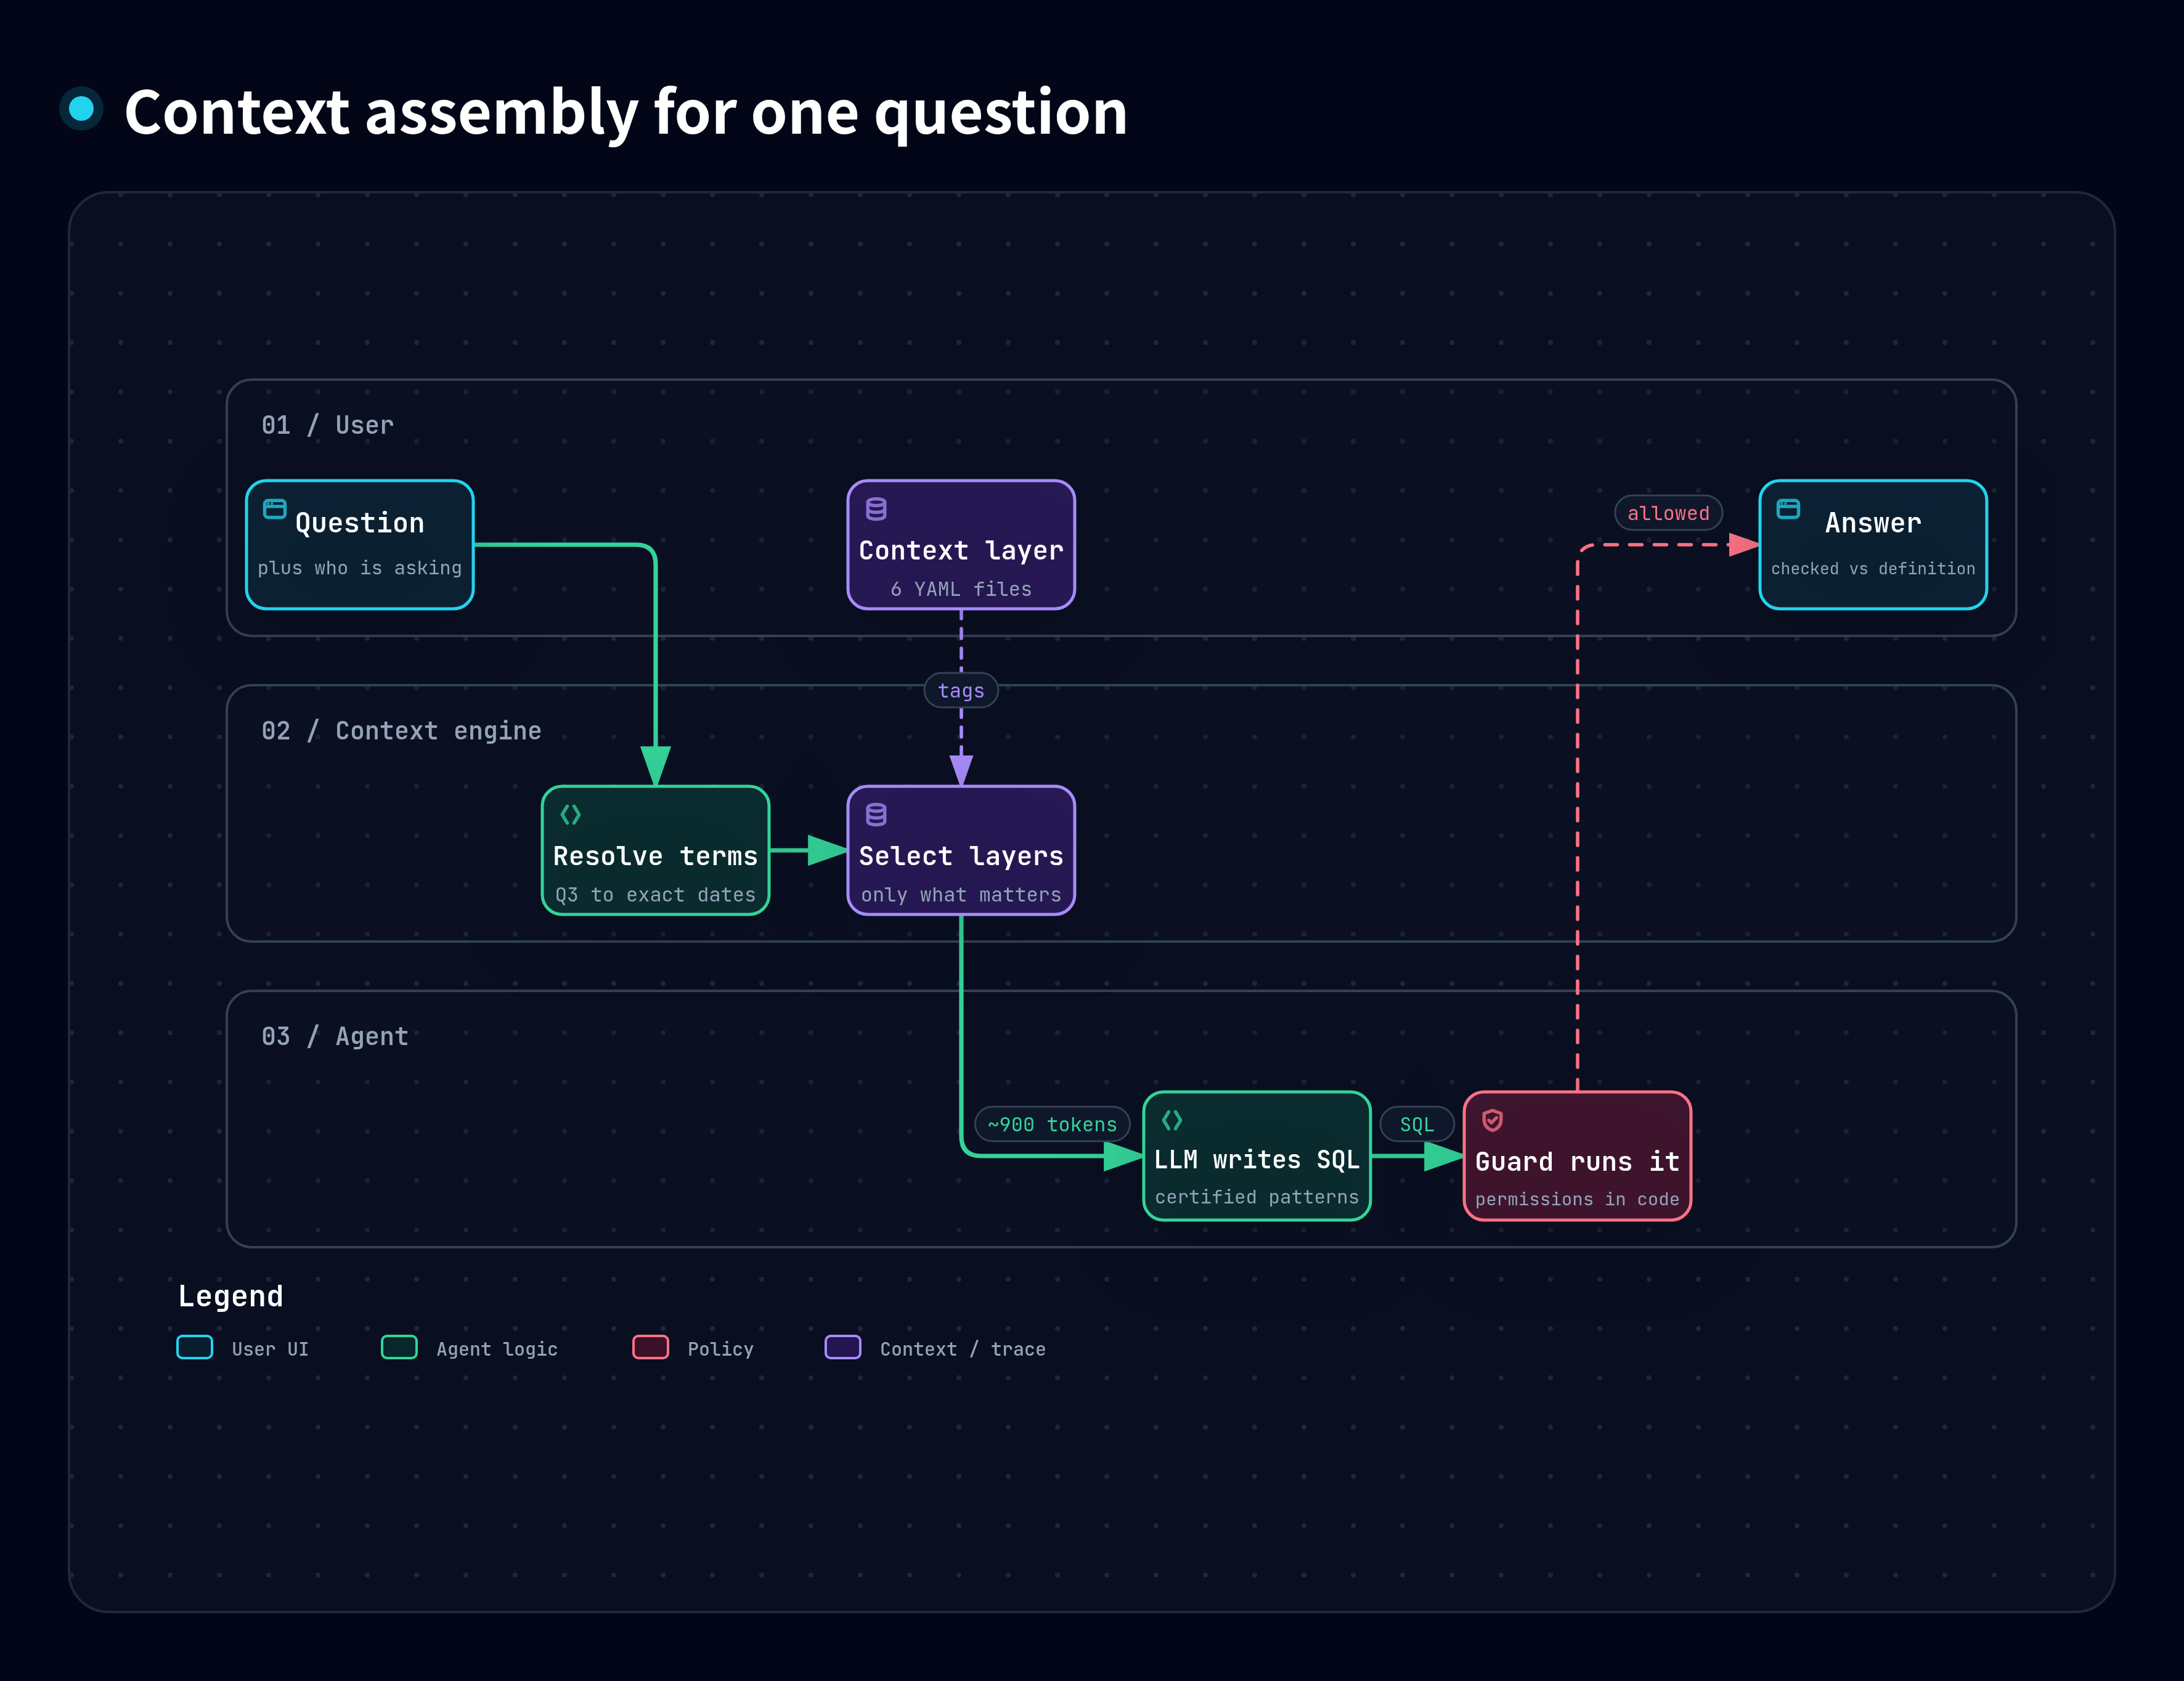 Context assembly for one question
01 / User
Question
plus who is asking
Context layer
6 YAML files
allowed
Answer
checked vs definition
tags
02 / Context engine
Resolve terms
Q3 to exact dates
Select layers
only what matters
03 / Agent
~900 tokens
LLM writes SQL
certified patterns
SQL
Guard runs it
permissions in code
Legend
User UI
Agent logic
Policy
Context / trace